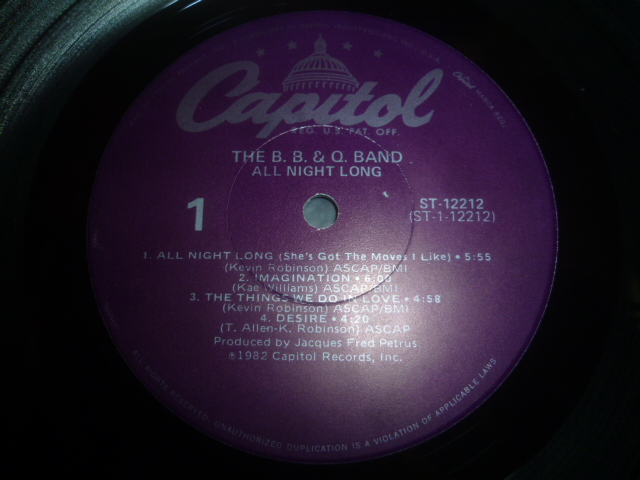 Capitol
REG. U.S. PAT. OFF.
THE B. B. & Q. BAND
ALL NIGHT LONG
1
ST-12212
(ST-1-12212)
1. ALL NIGHT LONG (She's Got The Moves I Like) • 5:55
(Kevin Robinson) ASCAP/BMI
2. IMAGINATION • 6:00
(Kae Williams) ASCAP/BMI
3. THE THINGS WE DO IN LOVE • 4:58
(Kevin Robinson) ASCAP/BMI
4. DESIRE • 4:20
(T. Allen-K. Robinson) ASCAP
Produced by Jacques Fred Petrus
℗1982 Capitol Records, Inc.
ALL RIGHTS RESERVED. UNAUTHORIZED DUPLICATION IS A VIOLATION OF APPLICABLE LAWS